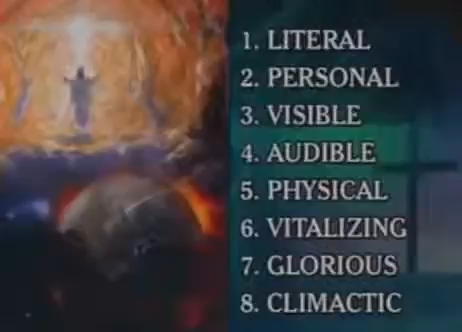 1. LITERAL
2. PERSONAL
3. VISIBLE
4. AUDIBLE
5. PHYSICAL
6. VITALIZING
7. GLORIOUS
8. CLIMACTIC